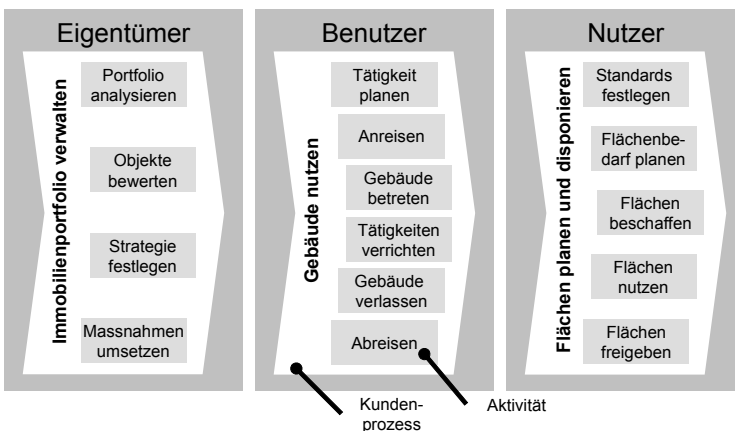 Eigentümer
Immobilienportfolio verwalten
Portfolio
analysieren
Objekte
bewerten
Strategie
festlegen
Massnahmen
umsetzen
Benutzer
Gebäude nutzen
Tätigkeit
planen
Anreisen
Gebäude
betreten
Tätigkeiten
verrichten
Gebäude
verlassen
Abreisen
Nutzer
Flächen planen und disponieren
Standards
festlegen
Flächenbe-
darf planen
Flächen
beschaffen
Flächen
nutzen
Flächen
freigeben
Kunden-
prozess
Aktivität